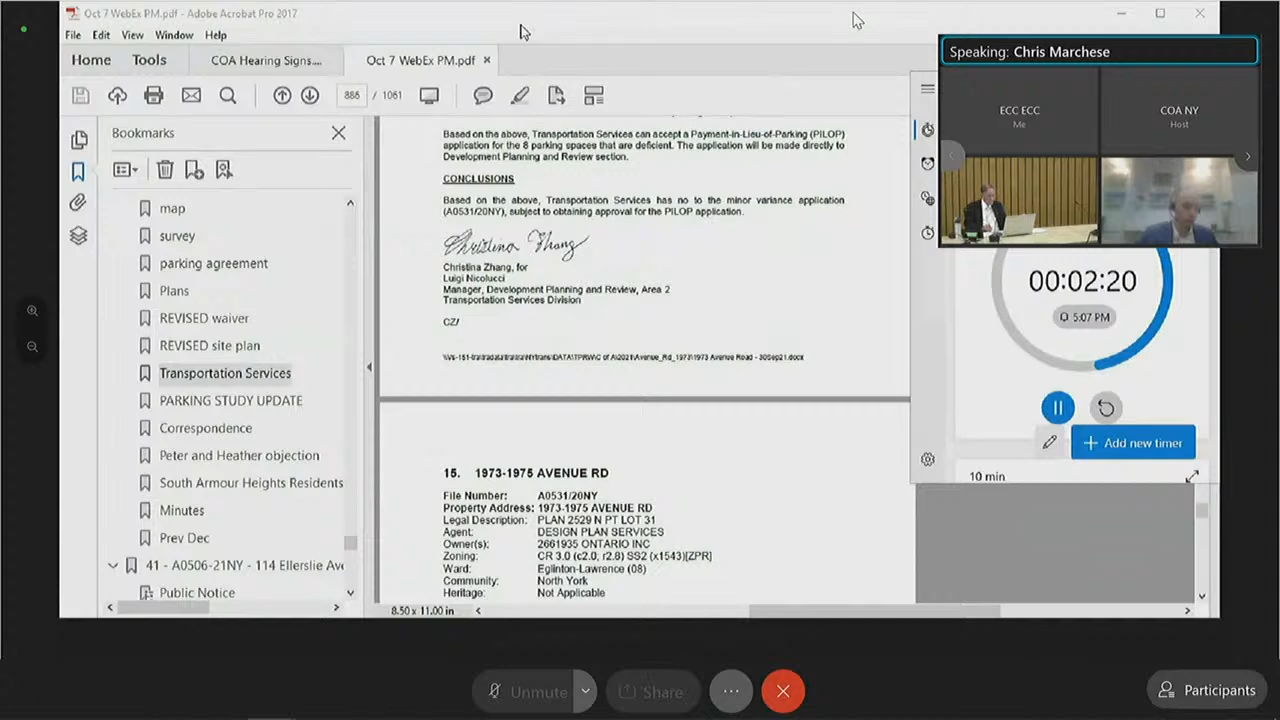 Oct 7 WebEx PM.pdf - Adobe Acrobat Pro 2017
File Edit View Window Help
Home Tools COA Hearing Signs.... Oct 7 WebEx PM.pdf ×
886 / 1061
Bookmarks
map
survey
parking agreement
Plans
REVISED waiver
REVISED site plan
Transportation Services
PARKING STUDY UPDATE
Correspondence
Peter and Heather objection
South Armour Heights Residents
Minutes
Prev Dec
41 - A0506-21NY - 114 Ellerslie Ave
Public Notice
Based on the above, Transportation Services can accept a Payment-in-Lieu-of-Parking (PILOP)
application for the 8 parking spaces that are deficient. The application will be made directly to
Development Planning and Review section.
CONCLUSIONS
Based on the above, Transportation Services has no to the minor variance application
(A0531/20NY), subject to obtaining approval for the PILOP application.
Christina Zhang
Christina Zhang, for
Luigi Nicolucci
Manager, Development Planning and Review, Area 2
Transportation Services Division
CZ/
15. 1973-1975 AVENUE RD
File Number: A0531/20NY
Property Address: 1973-1975 AVENUE RD
Legal Description: PLAN 2529 N PT LOT 31
Agent: DESIGN PLAN SERVICES
Owner(s): 2661935 ONTARIO INC
Zoning: CR 3.0 (c2.0; r2.8) SS2 (x1543)[ZPR]
Ward: Eglinton-Lawrence (08)
Community: North York
Heritage: Not Applicable
8.50 x 11.00 in
Speaking: Chris Marchese
ECC ECC
Me
COA NY
Host
00:02:20
5:07 PM
Add new timer
10 min
Unmute
Share
Participants